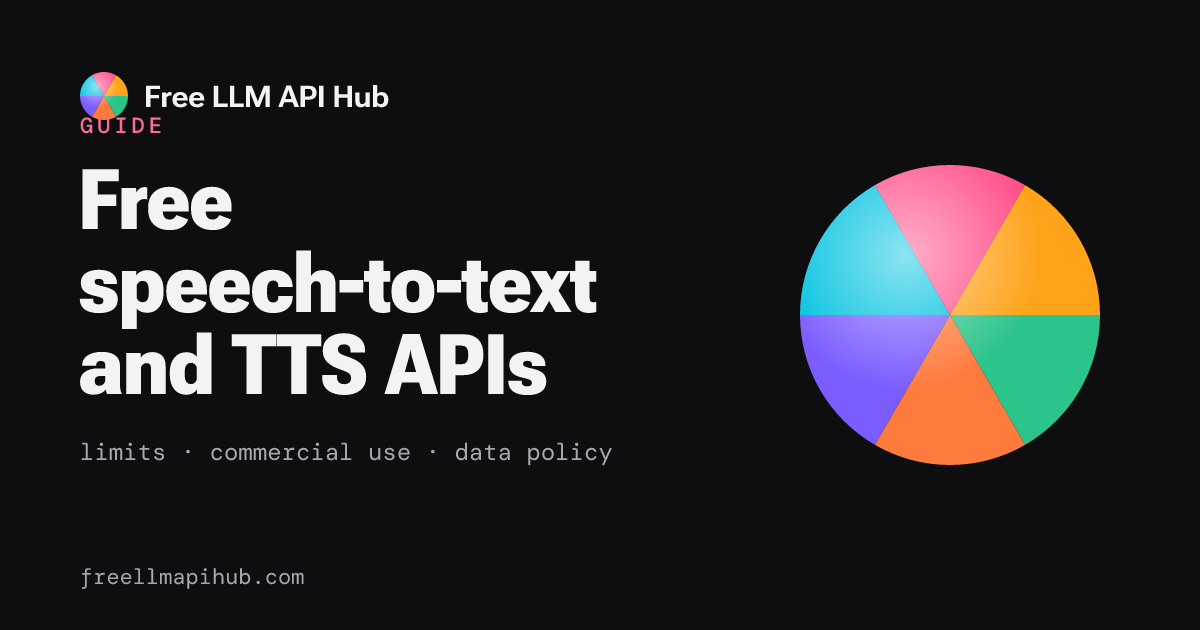 Free LLM API Hub
GUIDE
Free
speech-to-text
and TTS APIs
limits · commercial use · data policy
freellmapihub.com